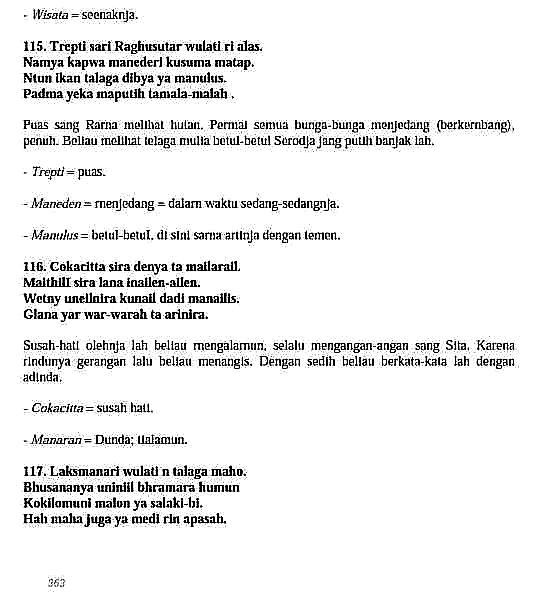 - Wisata = seenaknja.
115. Trepti sari Raghusutar wulati ri alas.
Namya kapwa manederi kusuma matap.
Ntun ikan talaga dibya ya manulus.
Padma yeka maputih tamala-malah .
Puas sang Rama melihat hutan. Permai semua bunga-bunga menjedang (berkembang),
penuh. Beliau melihat telaga mulia betul-betul Serodja jang putih banjak lah.
- Trepti = puas.
- Maneden = menjedang = dalam waktu sedang-sedangnja.
- Manulus = betul-betul, di sini sama artinja dengan temen.
116. Cokacitta sira denya ta mailarail.
Maithill sira lana inailen-ailen.
Wetny uneilnira kunail dadi manailis.
Glana yar war-warah ta arinira.
Susah-hati olehnja lah beliau mengalamun, selalu mengangan-angan sang Sita. Karena
rindunya gerangan lalu beliau menangis. Dengan sedih beliau berkata-kata lah dengan
adinda.
- Cokacitta = susah hati.
- Manaran = Dunda; ilalamun.
117. Laksmanari wulati n talaga maho.
Bhusananya uniniil bhramara humun
Kokilomuni malon ya salaki-bi.
Hah maha juga ya medi rin apasah.
363